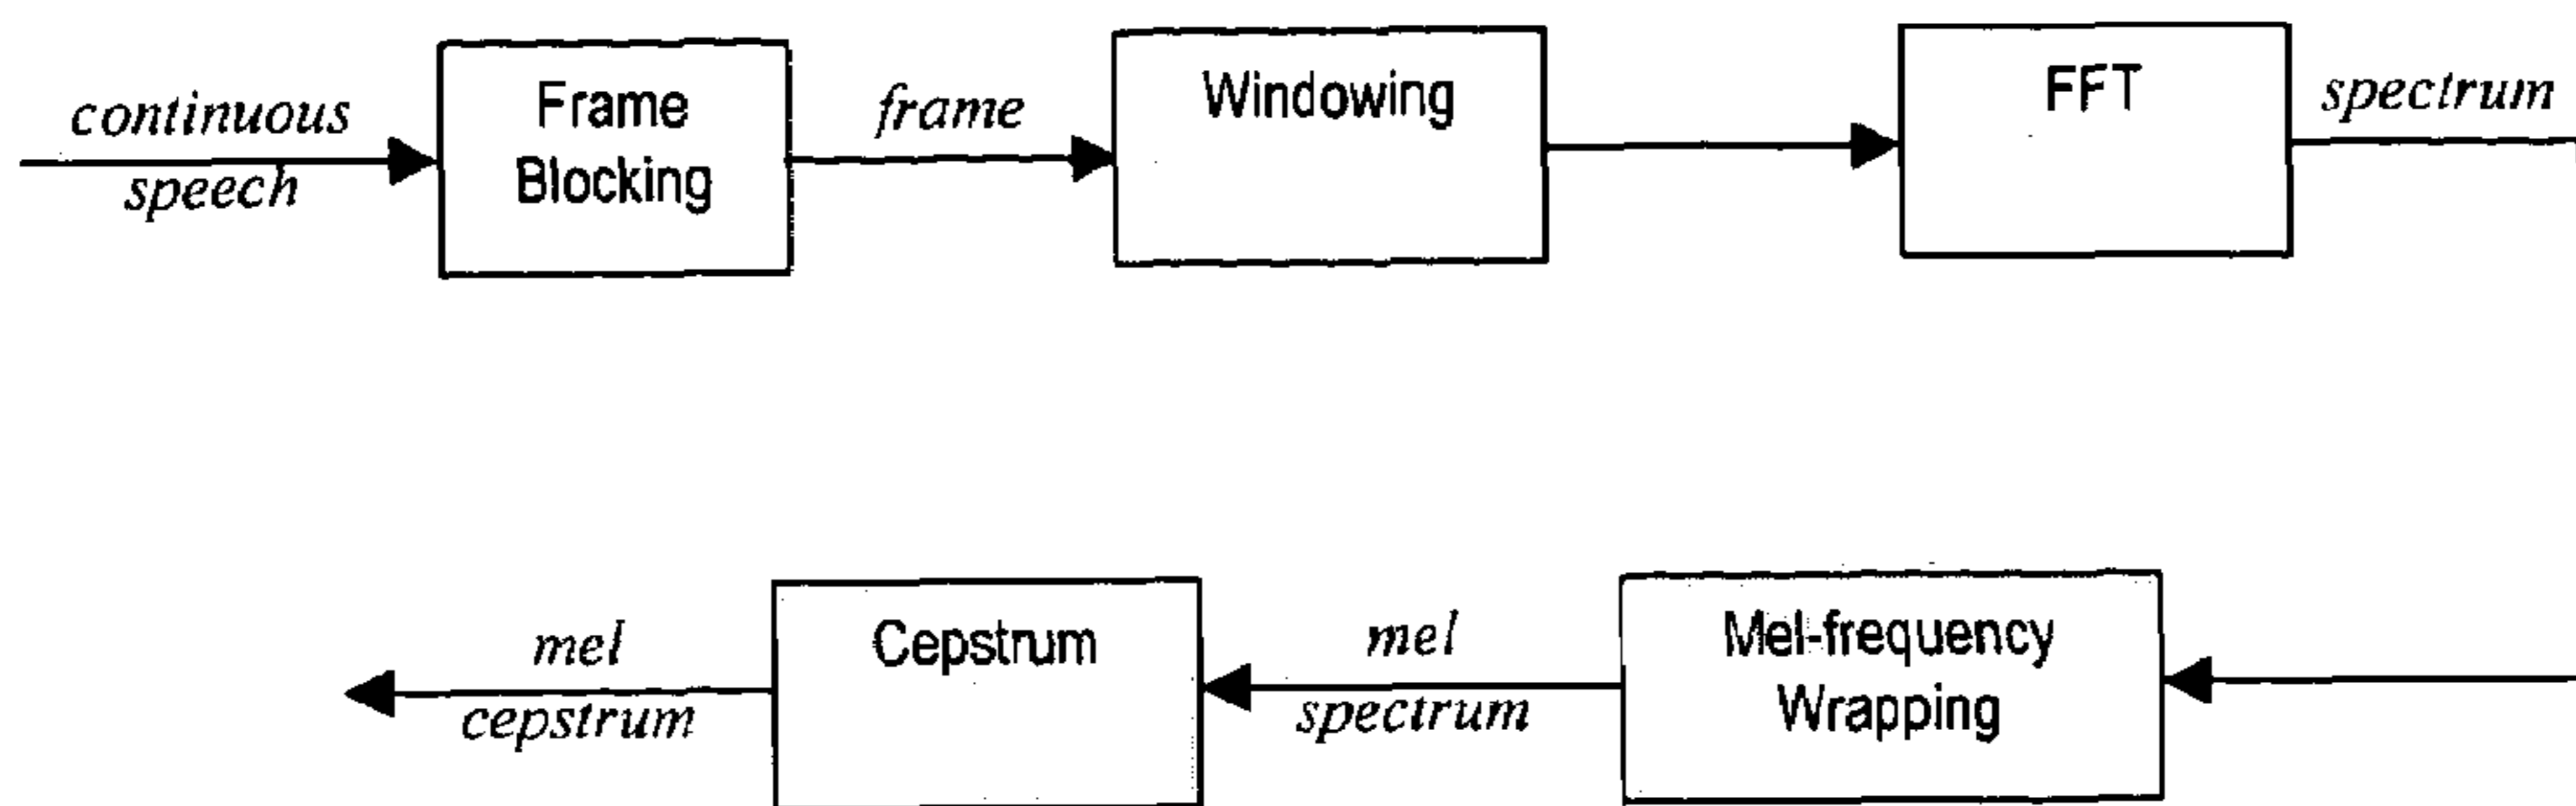 continuous
speech
Frame
Blocking
frame
Windowing
FFT
spectrum
Mel-frequency
Wrapping
mel
spectrum
Cepstrum
mel
cepstrum